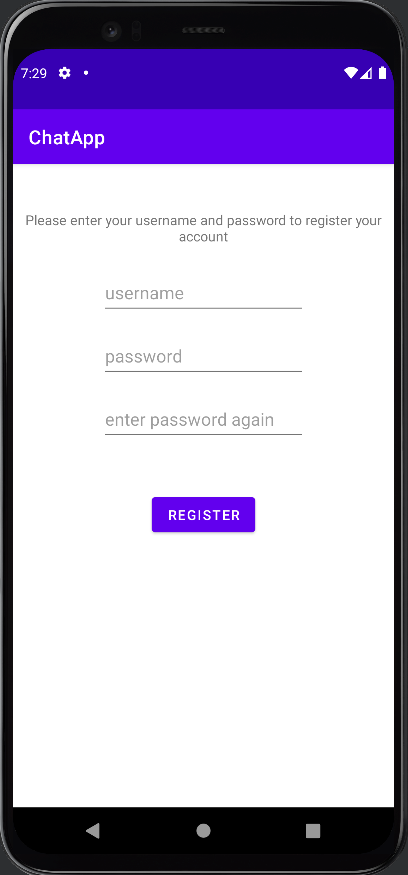 7:29
ChatApp
Please enter your username and password to register your
account
username
password
enter password again
REGISTER